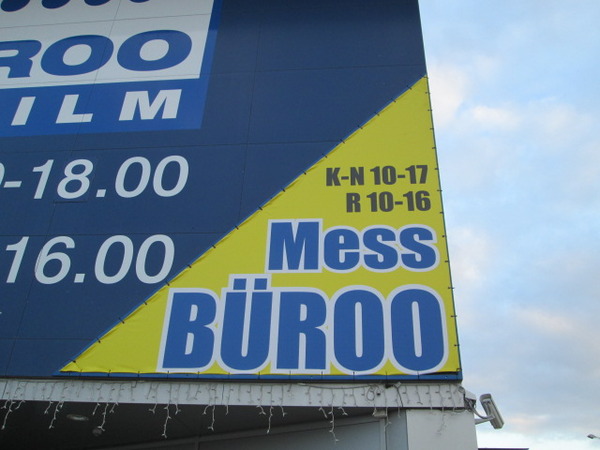 ROO
ILM
-18.00
16.00
K-N 10-17
R 10-16
Mess
BÜROO